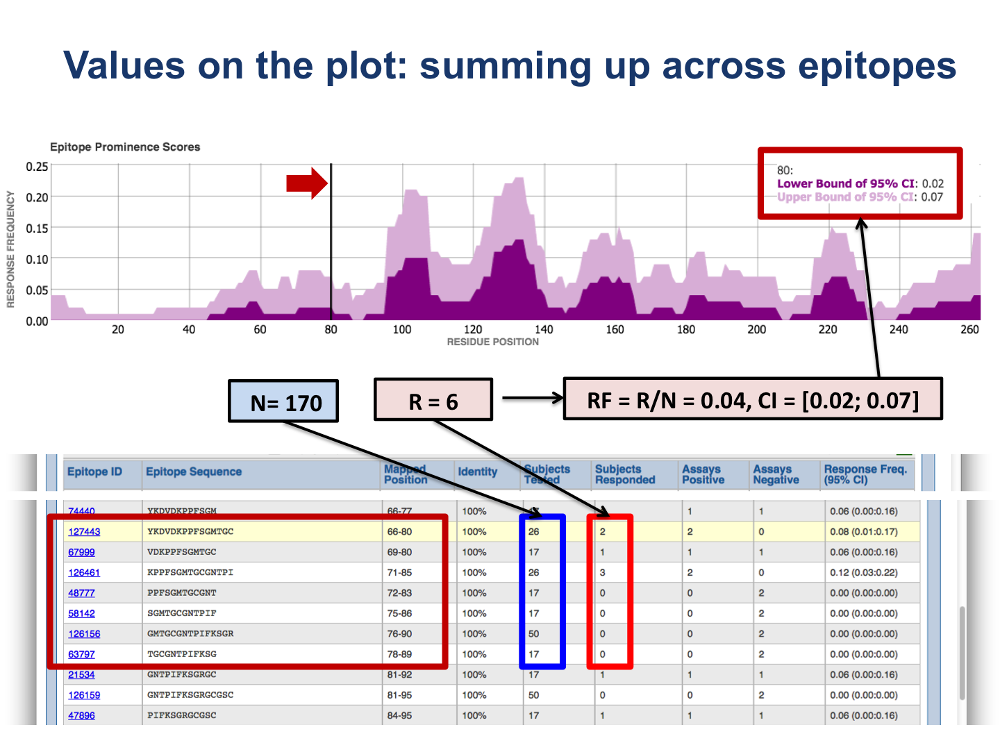 Values on the plot: summing up across epitopes
Epitope Prominence Scores
RESPONSE FREQUENCY
0.25
0.20
0.15
0.10
0.05
0.00
80:
Lower Bound of 95% CI: 0.02
Upper Bound of 95% CI: 0.07
20 40 60 80 100 120 140 160 180 200 220 240 260
RESIDUE POSITION
N= 170
R = 6
RF = R/N = 0.04, CI = [0.02; 0.07]
Epitope ID Epitope Sequence Mapped Position Identity Subjects Tested Subjects Responded Assays Positive Assays Negative Response Freq. (95% CI)
74440 YKDVDKPPFSGM 66-77 100% 1 1 0.06 (0.00:0.16)
127443 YKDVDKPPFSGMTGC 66-80 100% 26 2 2 0 0.08 (0.01:0.17)
67999 VDKPPFSGMTGC 69-80 100% 17 1 1 1 0.06 (0.00:0.16)
126461 KPPFSGMTGCGNTPI 71-85 100% 26 3 2 0 0.12 (0.03:0.22)
48777 PPFSGMTGCGNT 72-83 100% 17 0 0 2 0.00 (0.00:0.00)
58142 SGMTGCGNTPIF 75-86 100% 17 0 0 2 0.00 (0.00:0.00)
126156 GMTGCGNTPIFKSGR 76-90 100% 50 0 0 2 0.00 (0.00:0.00)
63797 TGCGNTPIFKSG 78-89 100% 17 0 0 2 0.00 (0.00:0.00)
21534 GNTPIFKSGRGC 81-92 100% 17 1 1 1 0.06 (0.00:0.16)
126159 GNTPIFKSGRGCGSC 81-95 100% 50 0 0 2 0.00 (0.00:0.00)
47896 PIFKSGRGCGSC 84-95 100% 17 1 1 1 0.06 (0.00:0.16)